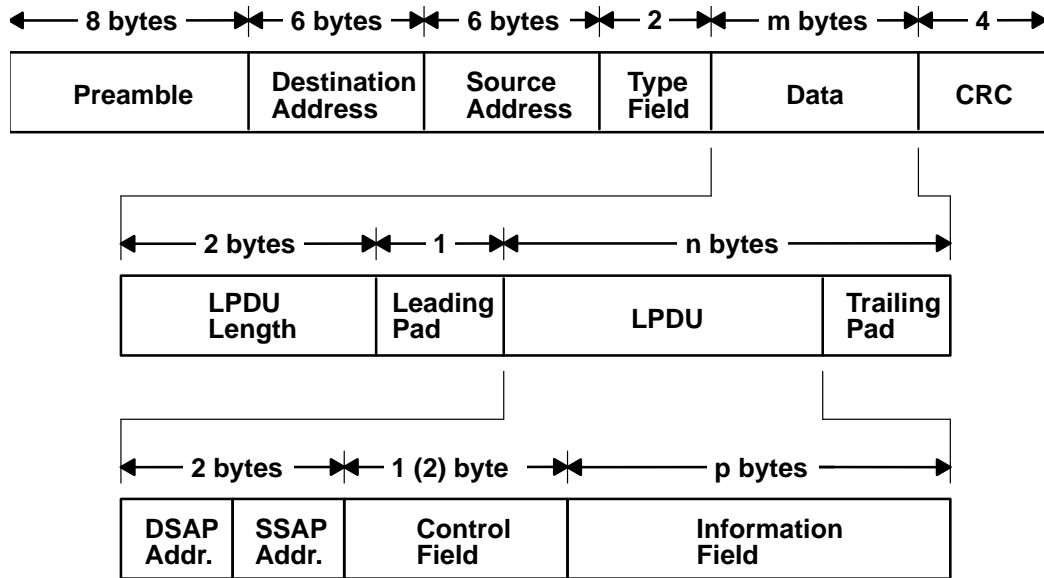 8 bytes 6 bytes 6 bytes 2 m bytes 4
Preamble Destination Address Source Address Type Field Data CRC
2 bytes 1 n bytes
LPDU Length Leading Pad LPDU Trailing Pad
2 bytes 1 (2) byte p bytes
DSAP Addr. SSAP Addr. Control Field Information Field